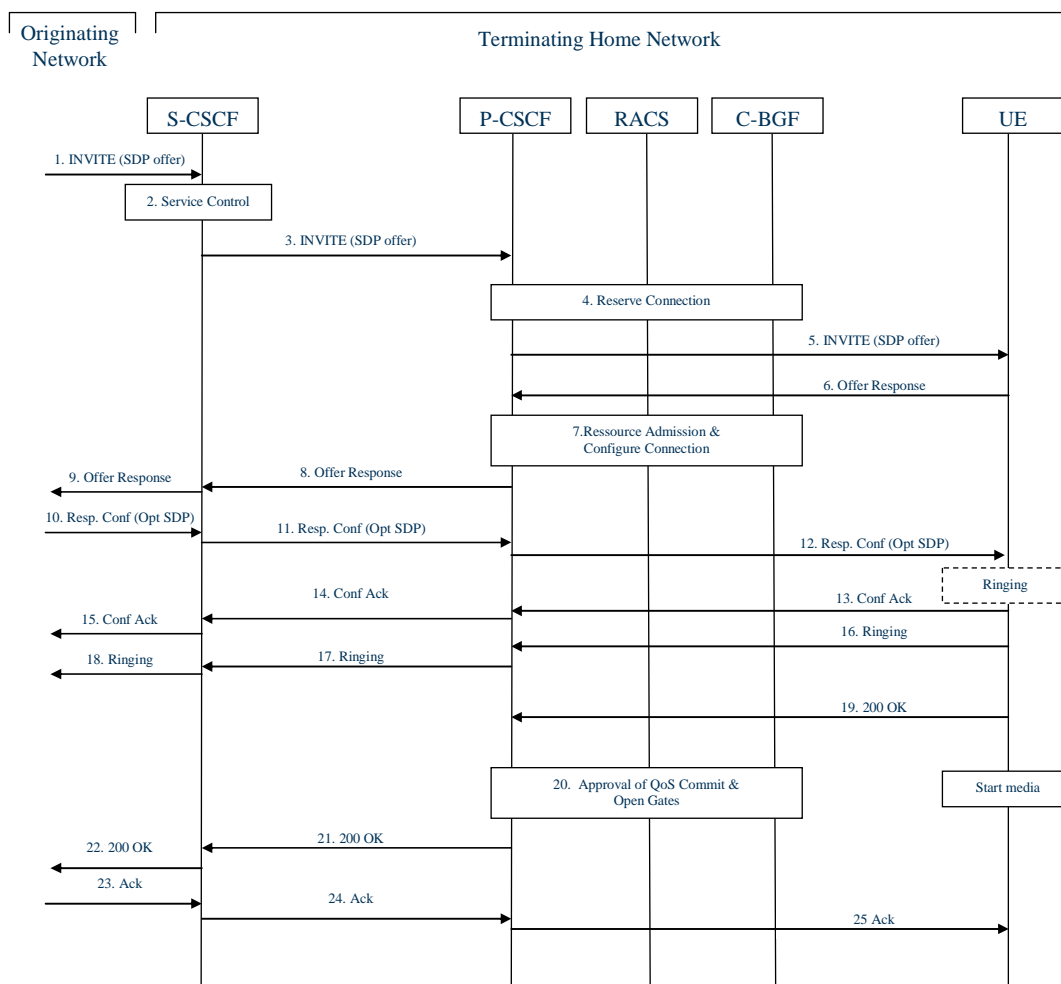 Originating
Network
Terminating Home Network
S-CSCF
P-CSCF
RACS
C-BGF
UE
1. INVITE (SDP offer)
2. Service Control
3. INVITE (SDP offer)
4. Reserve Connection
5. INVITE (SDP offer)
6. Offer Response
7.Ressource Admission &
Configure Connection
8. Offer Response
9. Offer Response
10. Resp. Conf (Opt SDP)
11. Resp. Conf (Opt SDP)
12. Resp. Conf (Opt SDP)
Ringing
13. Conf Ack
14. Conf Ack
15. Conf Ack
16. Ringing
17. Ringing
18. Ringing
19. 200 OK
20. Approval of QoS Commit &
Open Gates
Start media
21. 200 OK
22. 200 OK
23. Ack
24. Ack
25 Ack